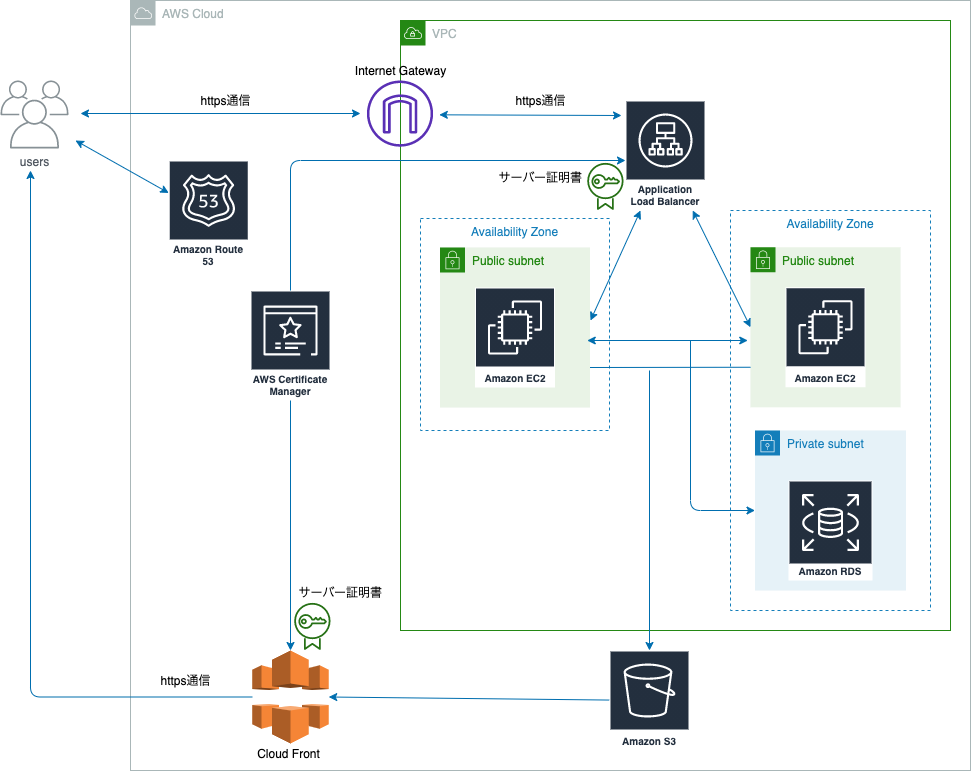 AWS Cloud
VPC
Internet Gateway
https通信
https通信
users
53
Amazon Route
53
サーバー証明書
Application
Load Balancer
Availability Zone
Availability Zone
Public subnet
Public subnet
Amazon EC2
Amazon EC2
AWS Certificate
Manager
Private subnet
Amazon RDS
サーバー証明書
https通信
Cloud Front
Amazon S3